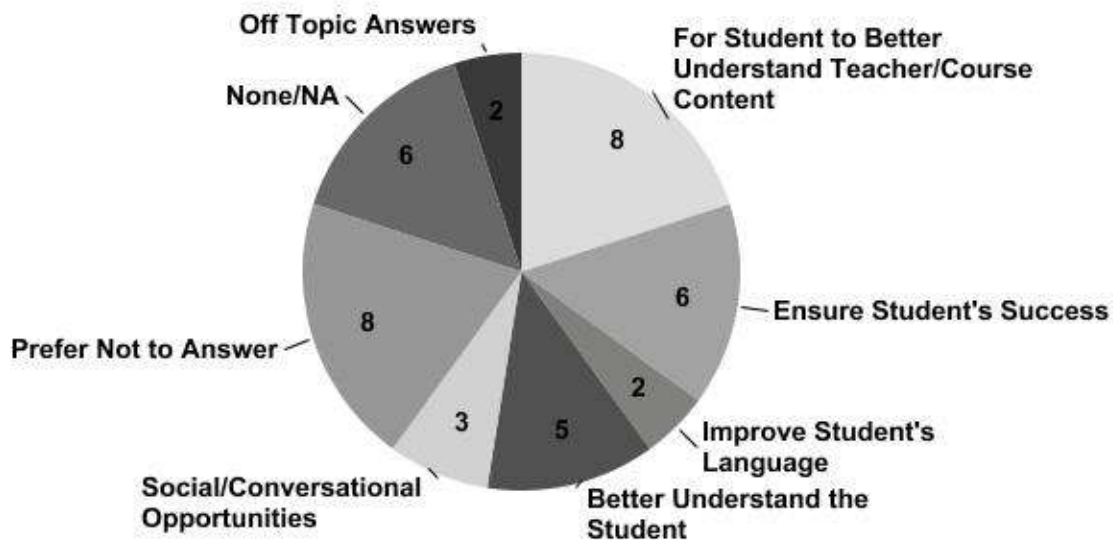 Off Topic Answers
For Student to Better
Understand Teacher/Course
Content
None/NA
2
8
6
6
Ensure Student's Success
8
Prefer Not to Answer
2
3
5
Improve Student's
Language
Social/Conversational
Opportunities
Better Understand the
Student